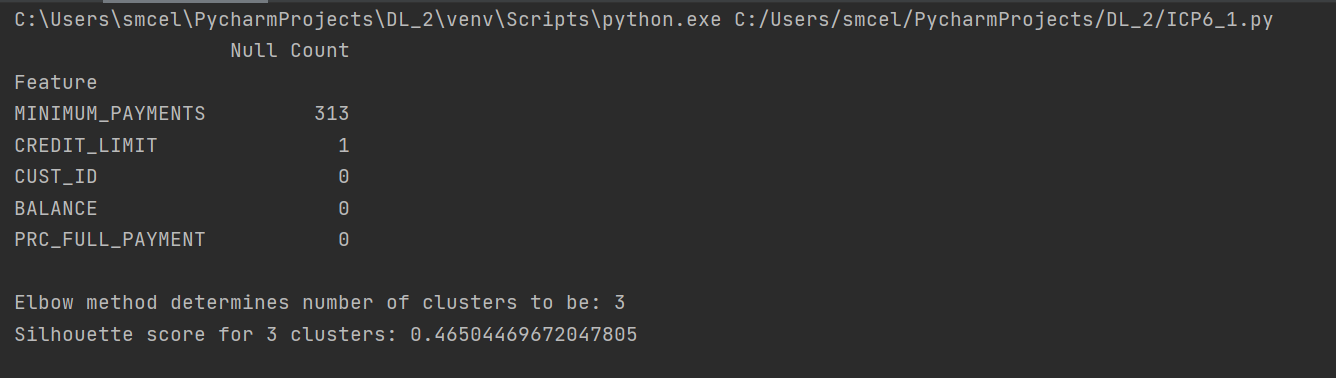 C:\Users\smcel\PycharmProjects\DL_2\venv\Scripts\python.exe C:/Users/smcel/PycharmProjects/DL_2/ICP6_1.py
Null Count
Feature
MINIMUM_PAYMENTS 313
CREDIT_LIMIT 1
CUST_ID 0
BALANCE 0
PRC_FULL_PAYMENT 0
Elbow method determines number of clusters to be: 3
Silhouette score for 3 clusters: 0.46504469672047805